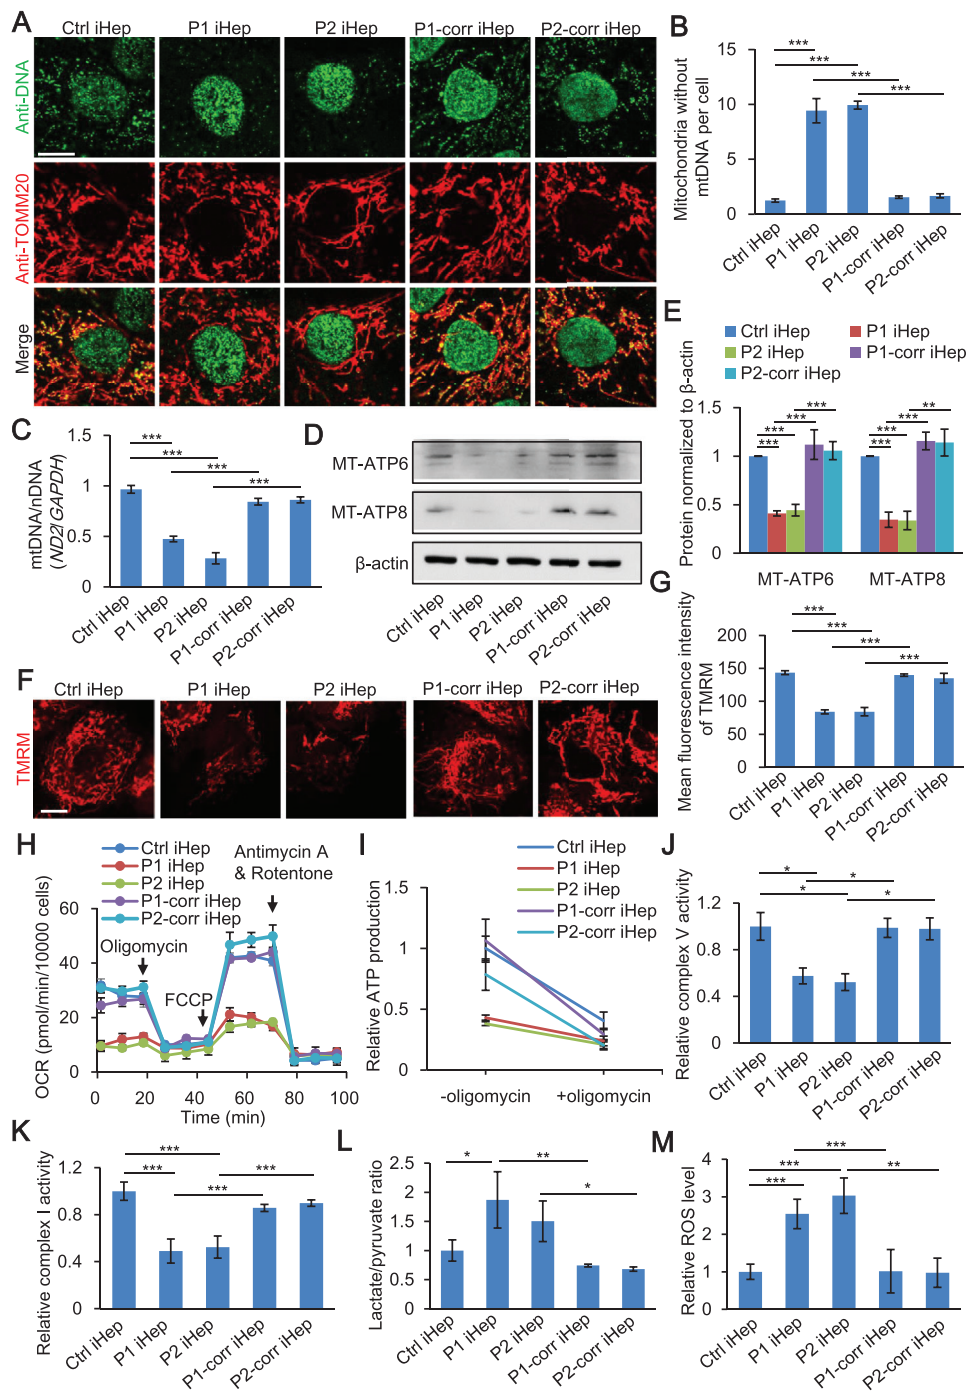 A
Ctrl iHep P1 iHep P2 iHep P1-corr iHep P2-corr iHep
Anti-DNA
Anti-TOMM20
Merge
B
Mitochondria without
mtDNA per cell
15
10
5
0
*** *** *** ***
Ctrl iHep P1 iHep P2 iHep P1-corr iHep P2-corr iHep
C
mtDNA/nDNA
(ND2/GAPDH)
1.5
1
0.5
0
*** *** *** ***
Ctrl iHep P1 iHep P2 iHep P1-corr iHep P2-corr iHep
D
MT-ATP6
MT-ATP8
β-actin
Ctrl iHep P1 iHep P2 iHep P1-corr iHep P2-corr iHep
E
Ctrl iHep P1 iHep
P2 iHep P1-corr iHep
P2-corr iHep
Protein normalized to β-actin
1.5
1
0.5
0
*** *** *** ***
*** *** *** **
MT-ATP6 MT-ATP8
F
Ctrl iHep P1 iHep P2 iHep P1-corr iHep P2-corr iHep
TMRM
G
Mean fluorescence intensity
of TMRM
200
150
100
50
0
*** *** *** ***
Ctrl iHep P1 iHep P2 iHep P1-corr iHep P2-corr iHep
H
Ctrl iHep
P1 iHep
P2 iHep
P1-corr iHep
P2-corr iHep
Antimycin A
& Rotentone
Oligomycin
FCCP
OCR (pmol/min/10000 cells)
60
40
20
0
0 20 40 60 80 100
Time (min)
I
Ctrl iHep
P1 iHep
P2 iHep
P1-corr iHep
P2-corr iHep
Relative ATP production
1.5
1
0.5
0
-oligomycin +oligomycin
J
Relative complex V activity
1.2
0.8
0.4
0
* * * *
Ctrl iHep P1 iHep P2 iHep P1-corr iHep P2-corr iHep
K
Relative complex I activity
1.2
0.8
0.4
0
*** *** *** ***
Ctrl iHep P1 iHep P2 iHep P1-corr iHep P2-corr iHep
L
Lactate/pyruvate ratio
2.5
2
1.5
1
0.5
0
* ** *
Ctrl iHep P1 iHep P2 iHep P1-corr iHep P2-corr iHep
M
Relative ROS level
4
3
2
1
0
*** *** *** **
Ctrl iHep P1 iHep P2 iHep P1-corr iHep P2-corr iHep